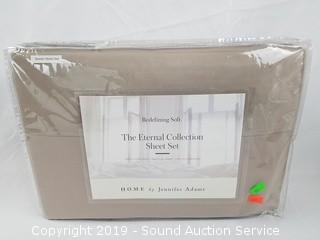 Redefining Soft
The Eternal Collection
Sheet Set
HOME by Jennifer Adams
Copyright 2019 - Sound Auction Service